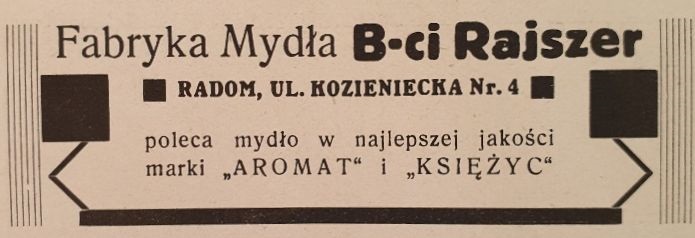 Fabryka Mydła B-ci Rajszer
RADOM, UL. KOZIENIECKA Nr. 4
poleca mydło w najlepszej jakości
marki „AROMAT“ i „KSIĘŻYC“